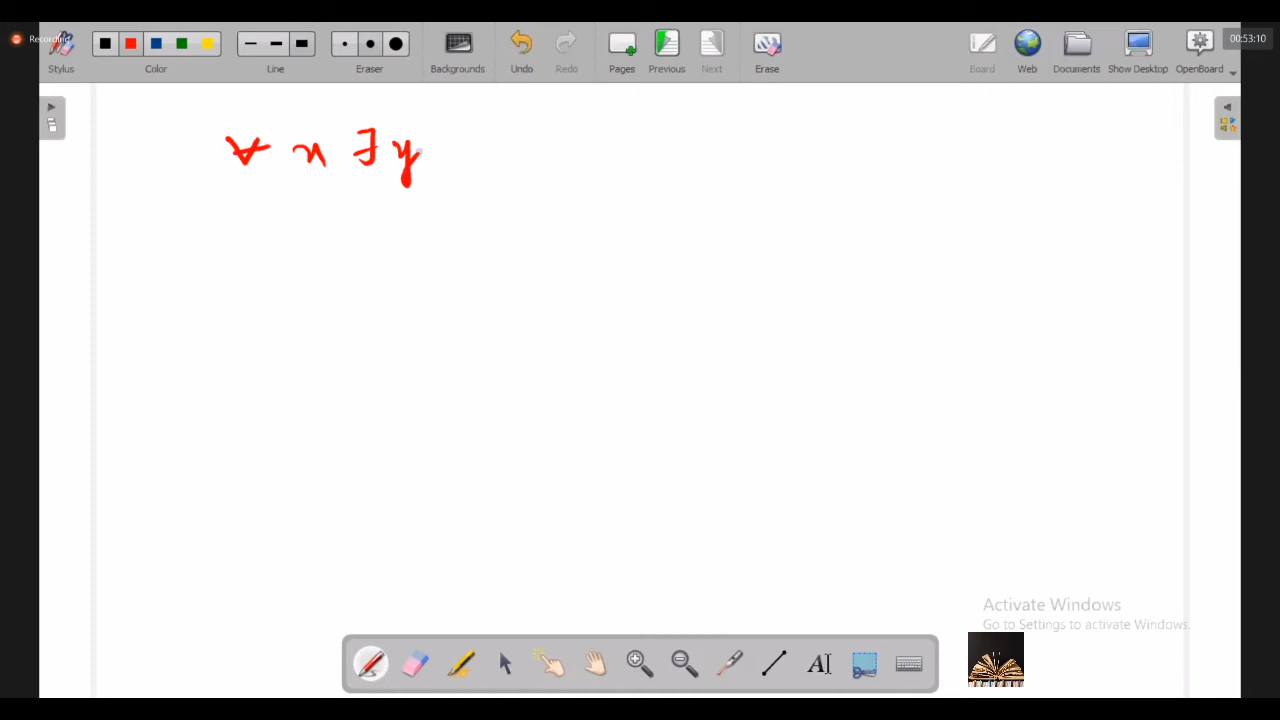 Recording
00:53:10
Stylus Color Line Eraser Backgrounds Undo Redo Pages Previous Next Erase Board Web Documents Show Desktop OpenBoard
∀ x ∃ y
Activate Windows
Go to Settings to activate Windows.
AI